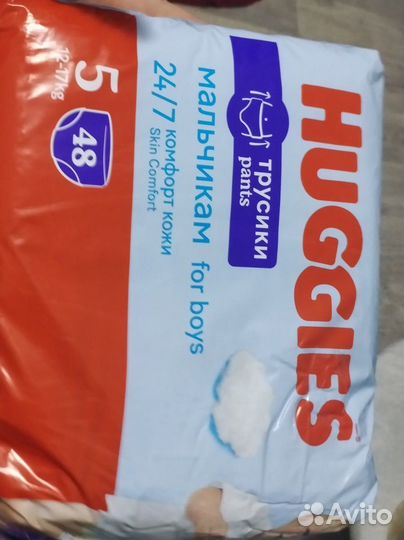 HUGGIES®
трусики
pants
мальчикам for boys
24/7 комфорт кожи
Skin Comfort
5
12-17kg
48
Avito